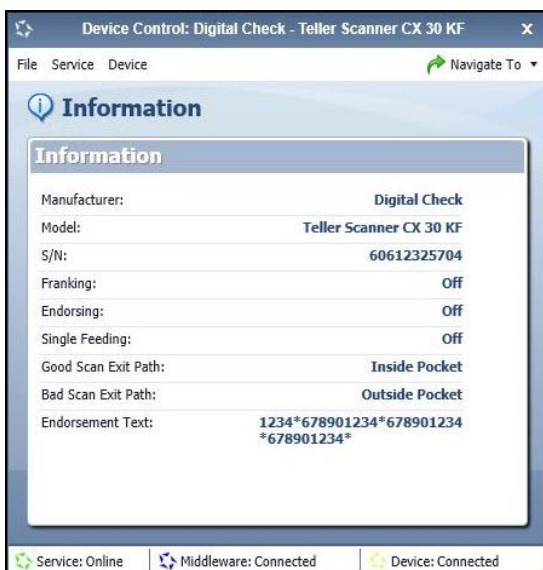 Device Control: Digital Check - Teller Scanner CX 30 KF x
File Service Device Navigate To
Information
Information
Manufacturer: Digital Check
Model: Teller Scanner CX 30 KF
S/N: 60612325704
Franking: Off
Endorsing: Off
Single Feeding: Off
Good Scan Exit Path: Inside Pocket
Bad Scan Exit Path: Outside Pocket
Endorsement Text: 1234*678901234*678901234
*678901234*
Service: Online Middleware: Connected Device: Connected